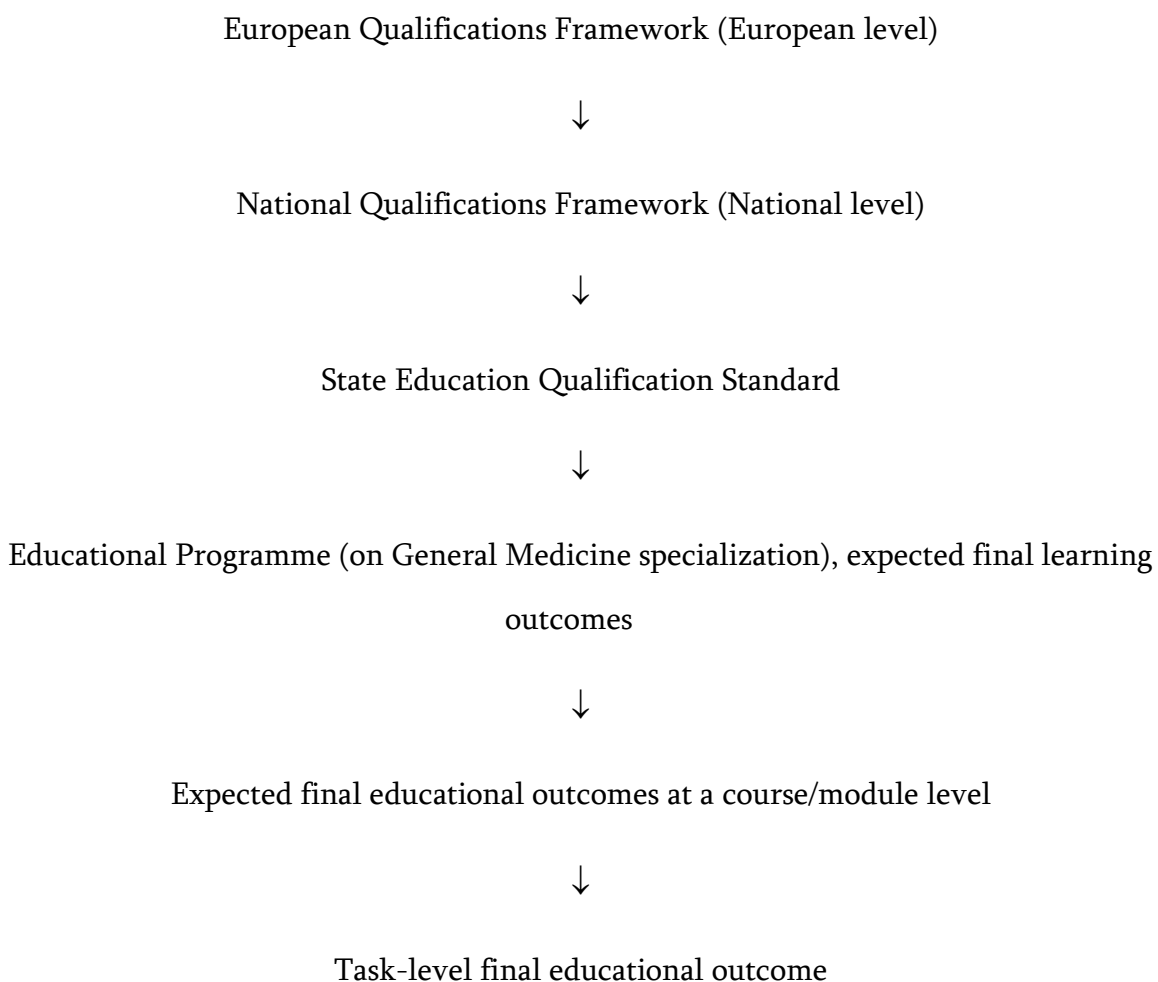 European Qualifications Framework (European level)
↓
National Qualifications Framework (National level)
↓
State Education Qualification Standard
↓
Educational Programme (on General Medicine specialization), expected final learning
outcomes
↓
Expected final educational outcomes at a course/module level
↓
Task-level final educational outcome